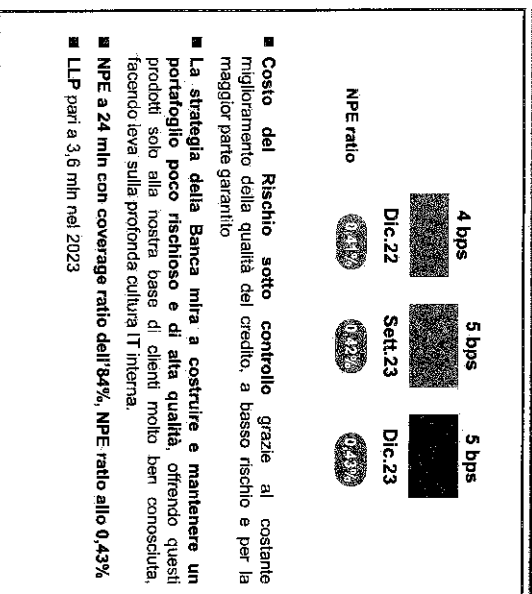 4 bps 5 bps 5 bps
Dic.22 Sett.23 Dic.23
NPE ratio 0,42% 0,43%
■ Costo del Rischio sotto controllo grazie al costante
miglioramento della qualità del credito, a basso rischio e per la
maggior parte garantito
■ La strategia della Banca mira a costruire e mantenere un
portafoglio poco rischioso e di alta qualità, offrendo questi
prodotti solo alla nostra base di clienti molto ben conosciuta,
facendo leva sulla profonda cultura IT interna.
■ NPE a 24 mln con coverage ratio dell'84%, NPE ratio allo 0,43%
■ LLP pari a 3,6 mln nel 2023